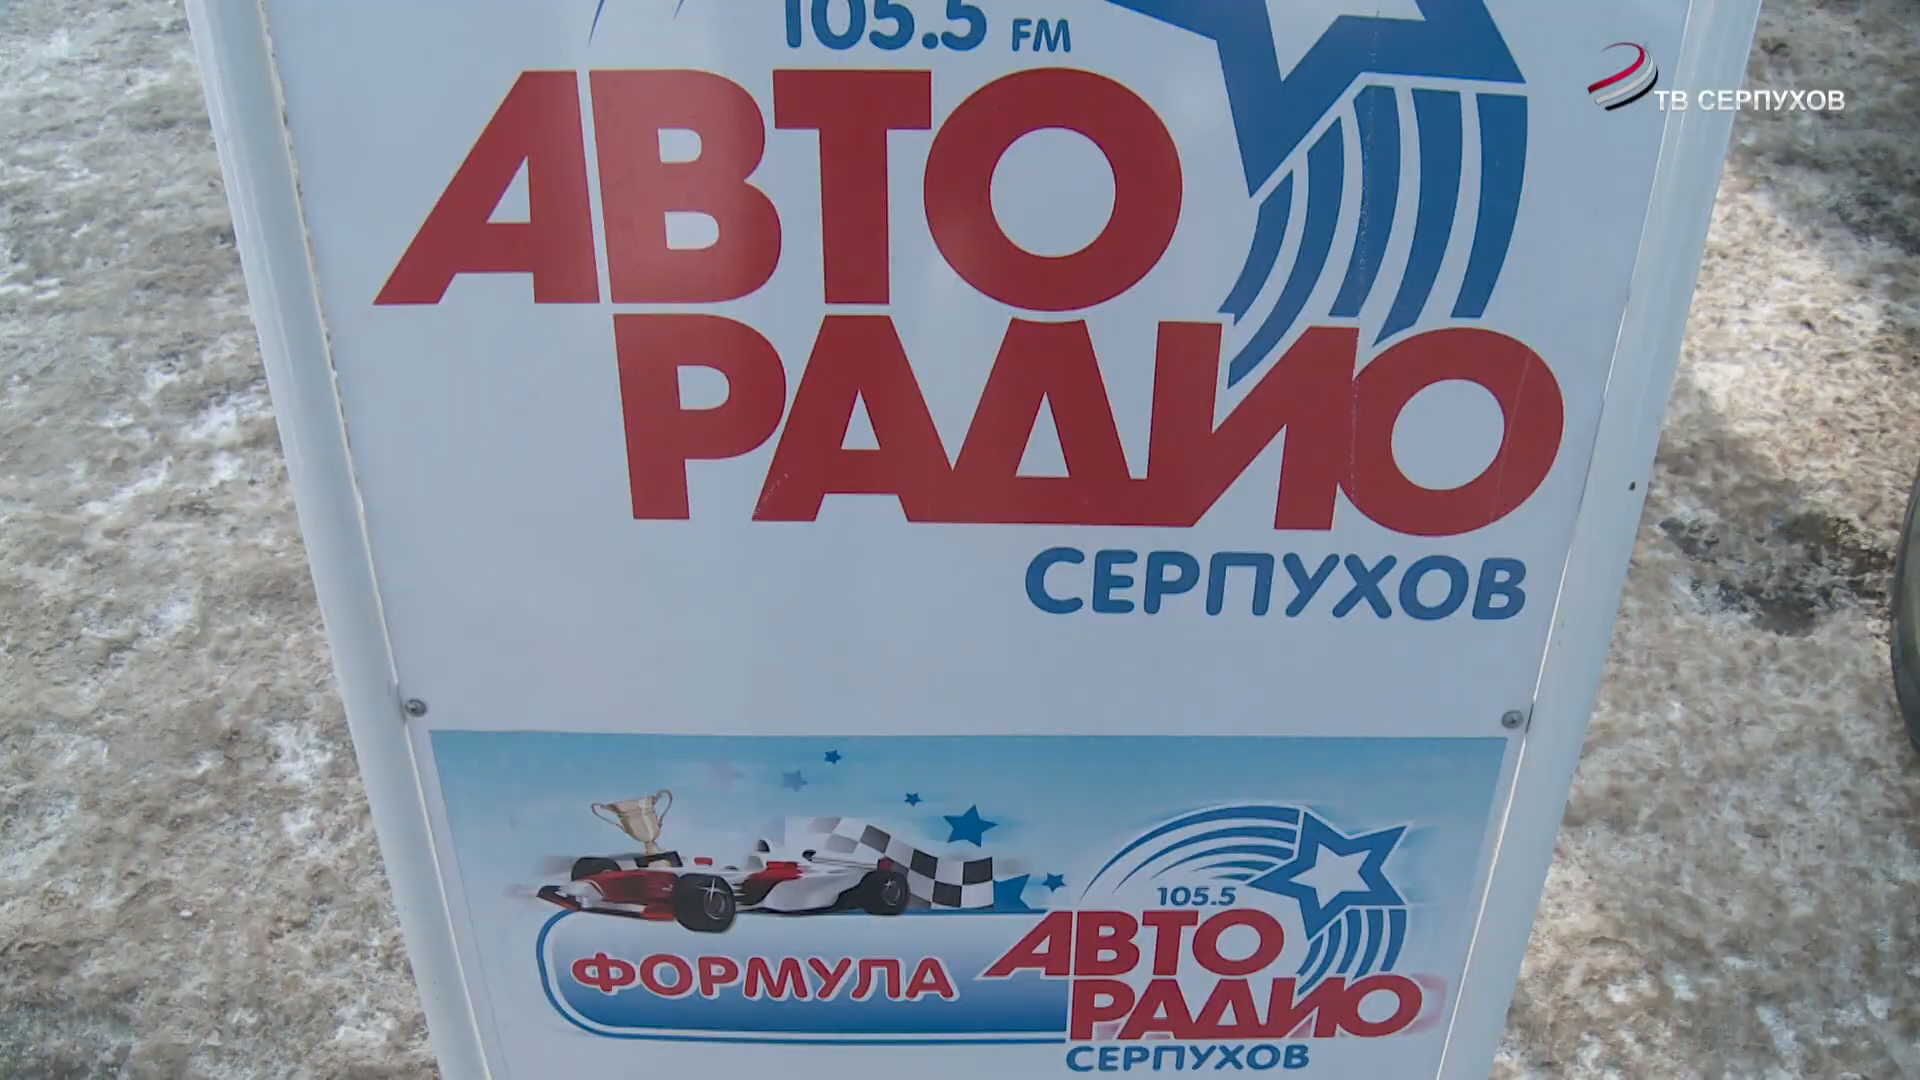 105.5 FM
АВТО
РАДИО
СЕРПУХОВ
ТВ СЕРПУХОВ
105.5
ФОРМУЛА АВТО
РАДИО
СЕРПУХОВ